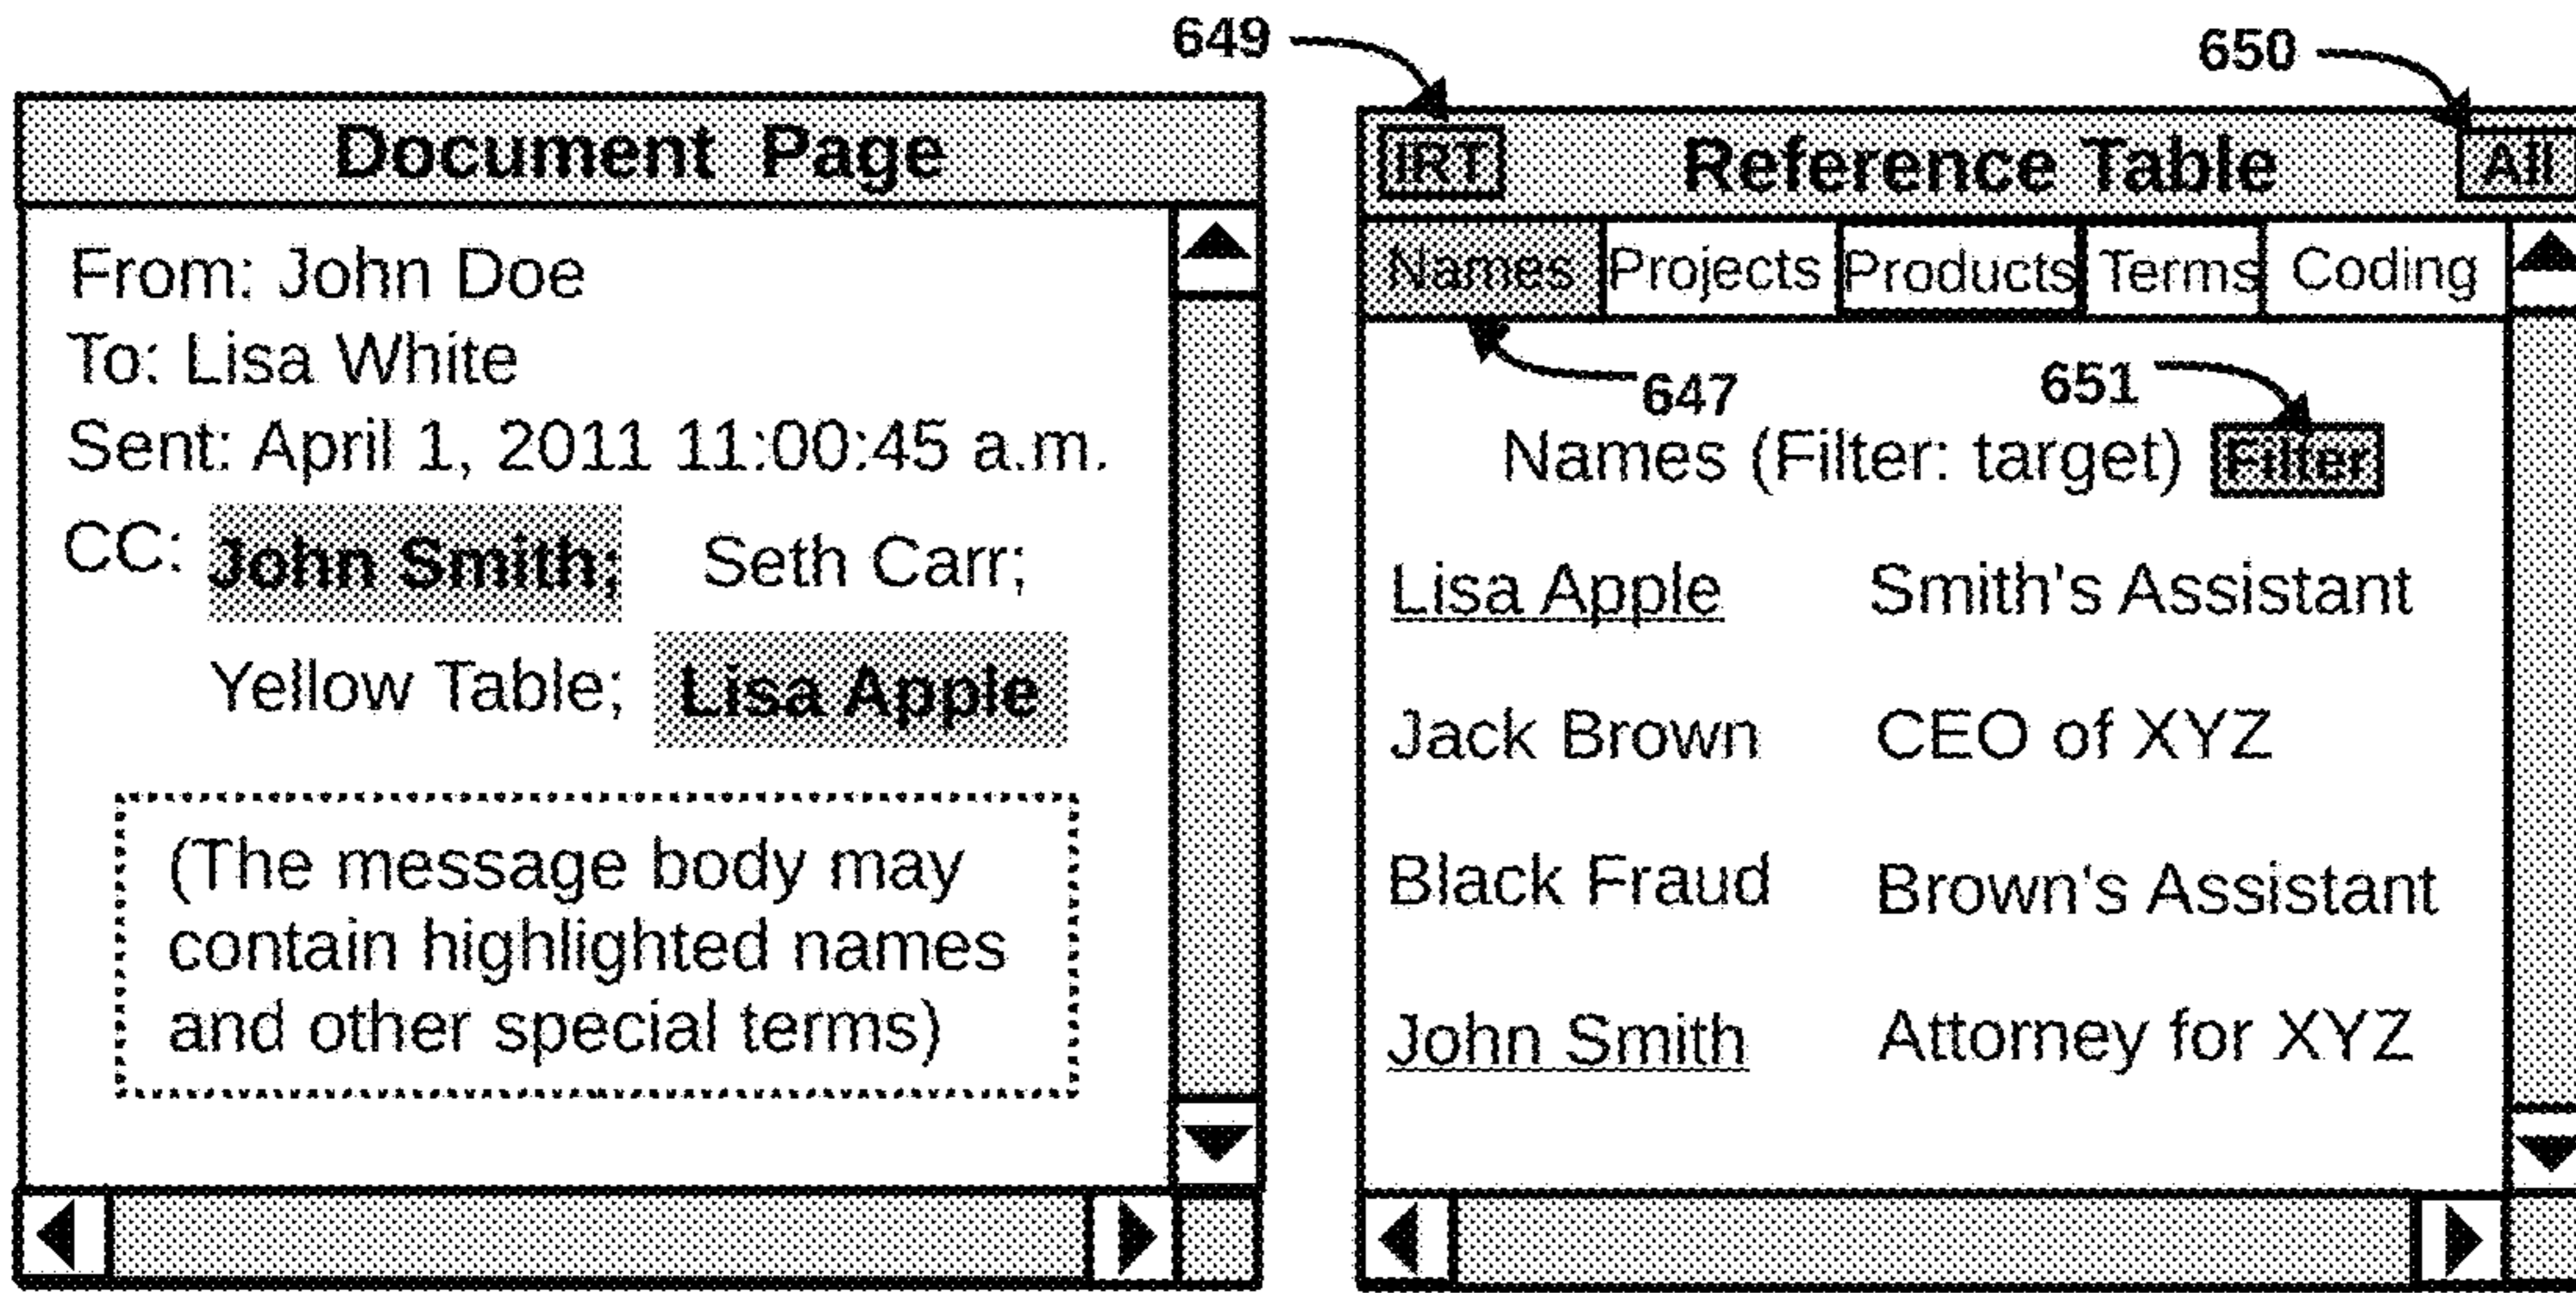 649
650
Document Page
From: John Doe
To: Lisa White
Sent: April 1, 2011 11:00:45 a.m.
CC: John Smith; Seth Carr;
Yellow Table; Lisa Apple
(The message body may
contain highlighted names
and other special terms)
IRT Reference Table All
Names Projects Products Terms Coding
647
651
Names (Filter: target) Filter
Lisa Apple Smith's Assistant
Jack Brown CEO of XYZ
Black Fraud Brown's Assistant
John Smith Attorney for XYZ